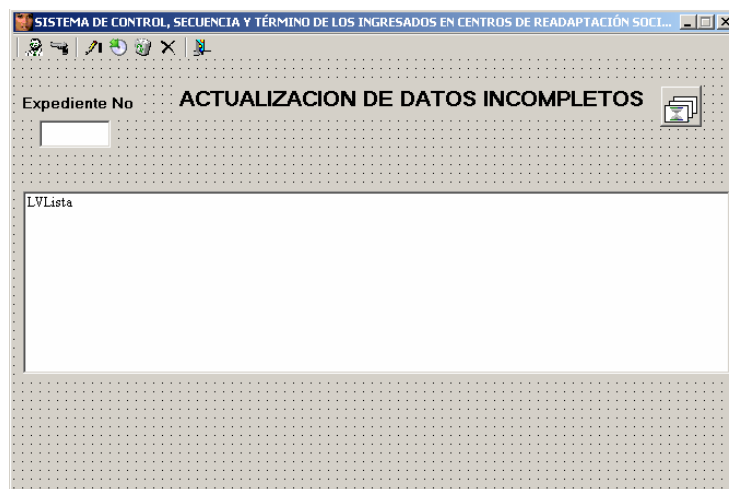 SISTEMA DE CONTROL, SECUENCIA Y TÉRMINO DE LOS INGRESADOS EN CENTROS DE READAPTACIÓN SOCI...
ACTUALIZACION DE DATOS INCOMPLETOS
Expediente No
LVLista